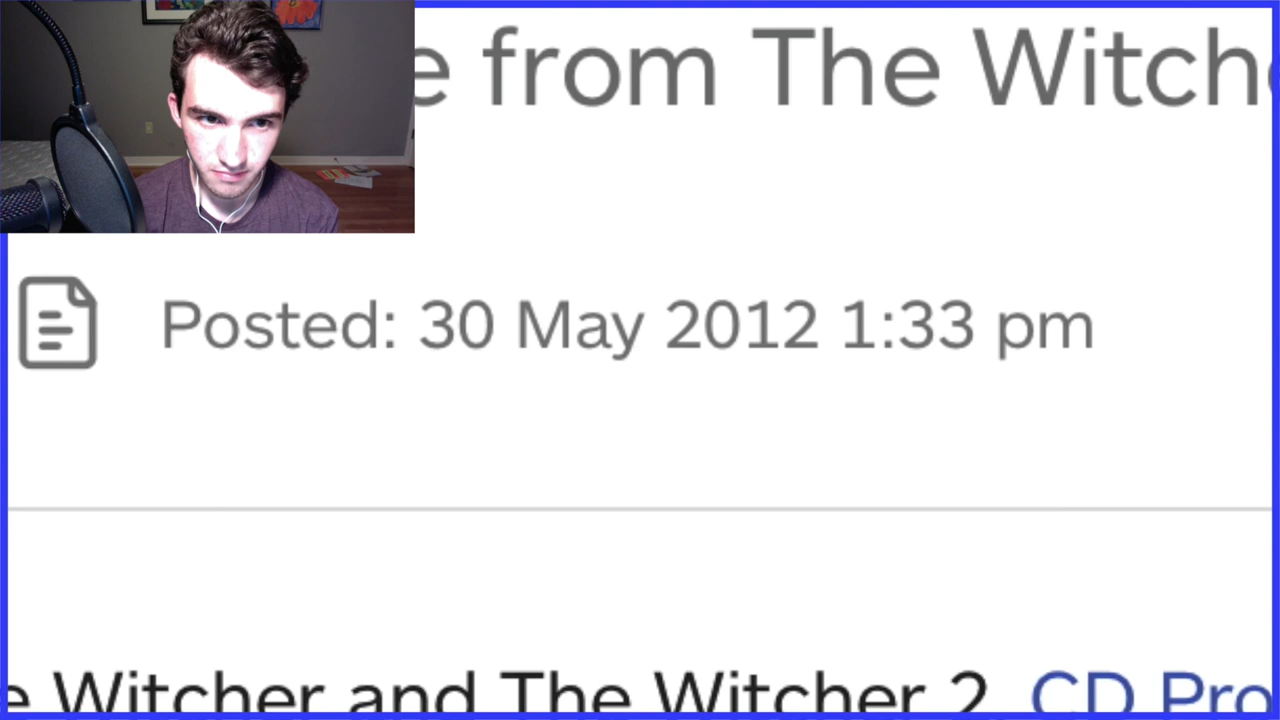 e from The Witch
Posted: 30 May 2012 1:33 pm
e Witcher and The Witcher 2, CD Pro